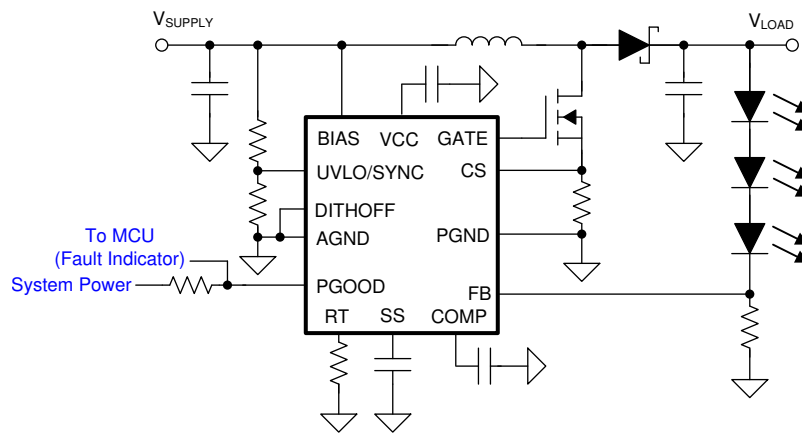 VSUPPLY
VLOAD
BIAS
VCC
GATE
UVLO/SYNC
CS
DITHOFF
AGND
PGND
To MCU
(Fault Indicator)
System Power
PGOOD
FB
RT
SS
COMP